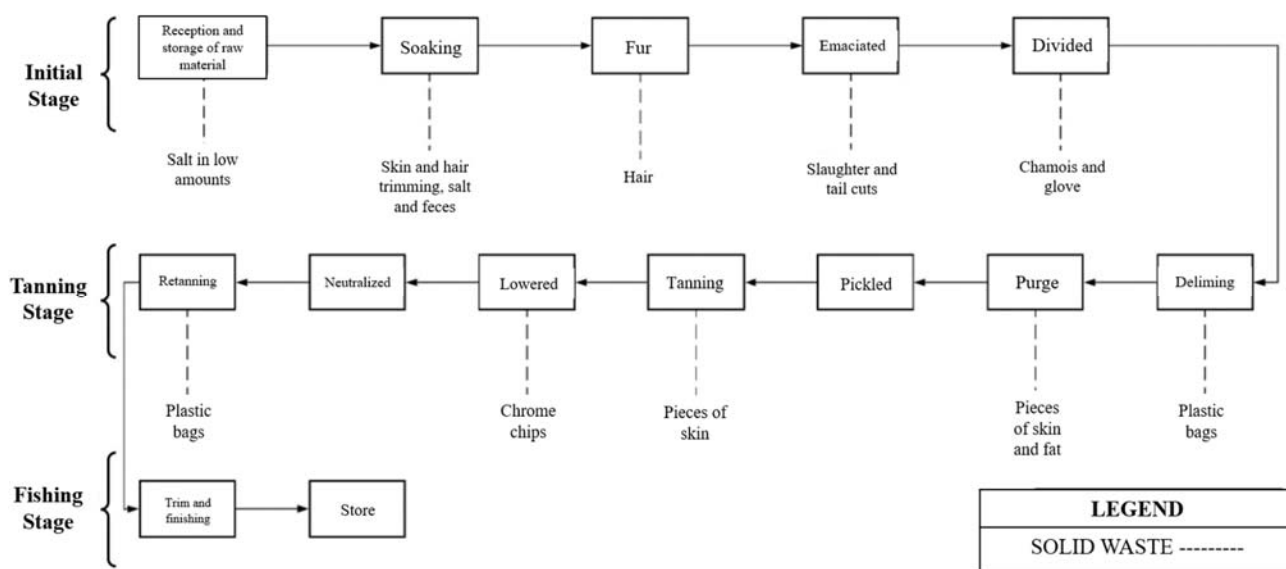 Initial
Stage
Reception and
storage of raw
material
Soaking
Fur
Emaciated
Divided
Salt in low
amounts
Skin and hair
trimming, salt
and feces
Hair
Slaughter and
tail cuts
Chamois and
glove
Tanning
Stage
Retanning
Neutralized
Lowered
Tanning
Pickled
Purge
Deliming
Plastic
bags
Chrome
chips
Pieces of
skin
Pieces
of skin
and fat
Plastic
bags
Fishing
Stage
Trim and
finishing
Store
LEGEND
SOLID WASTE ---------